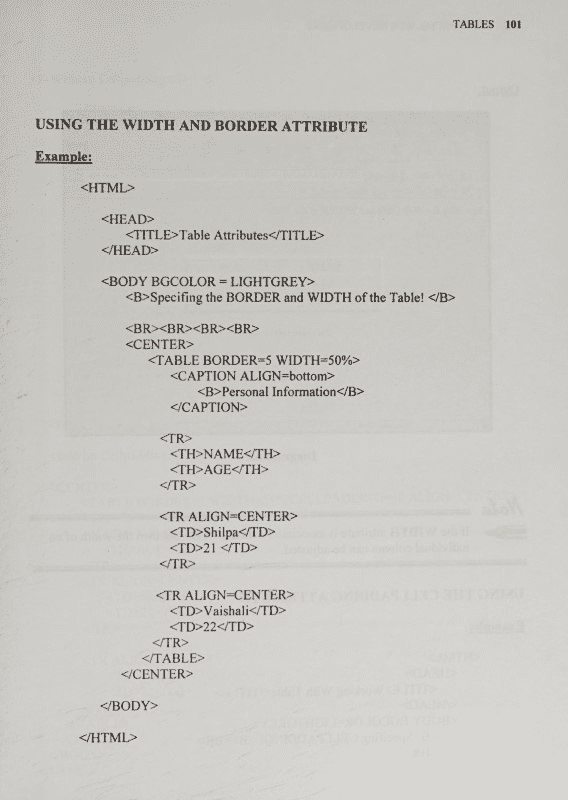 TABLES 101
USING THE WIDTH AND BORDER ATTRIBUTE
Example:
<HTML>
<HEAD>
<TITLE>Table Attributes</TITLE>
</HEAD>
<BODY BGCOLOR = LIGHTGREY>
<B>Specifing the BORDER and WIDTH of the Table! </B>
<BR><BR><BR><BR>
<CENTER>
<TABLE BORDER=5 WIDTH=50%>
<CAPTION ALIGN=bottom>
<B>Personal Information</B>
</CAPTION>
<TR>
<TH>NAME</TH>
<TH>AGE</TH>
</TR>
<TR ALIGN=CENTER>
<TD>Shilpa</TD>
<TD>21 </TD>
</TR>
<TR ALIGN=CENTER>
<TD>Vaishali</TD>
<TD>22</TD>
</TR>
</TABLE>
</CENTER>
</BODY>
</HTML>